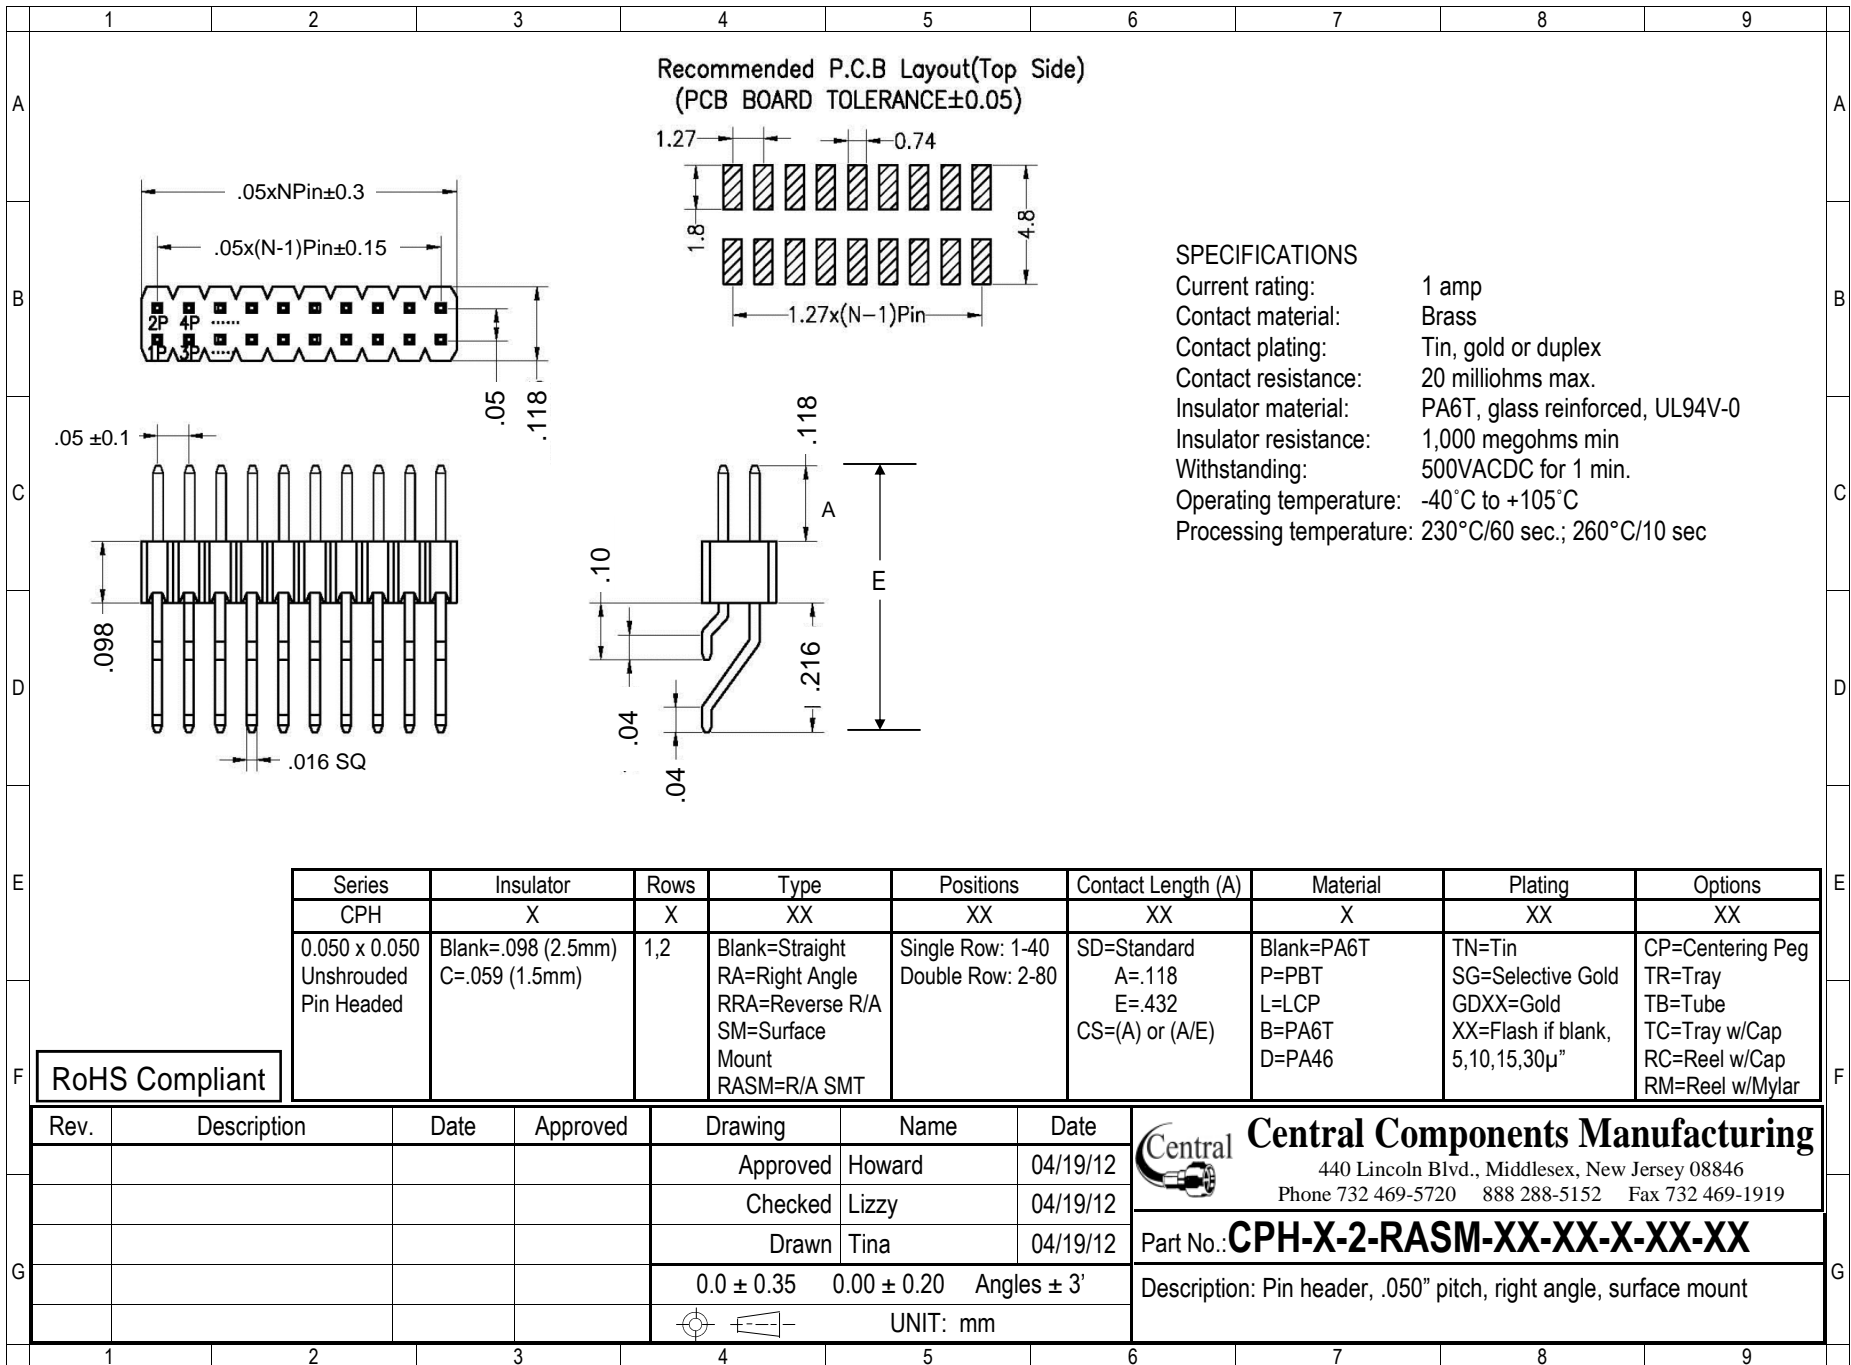 1 2 3 4 5 6 7 8 9
A A
B B
C C
D D
E E
F F
G G
Recommended P.C.B Layout(Top Side)
(PCB BOARD TOLERANCE±0.05)
1.27
0.74
1.8
4.8
1.27x(N-1)Pin
.05xNPin±0.3
.05x(N-1)Pin±0.15
2P 4P ......
1P 3P .....
.05
.118
.05 ±0.1
.098
.016 SQ
.118
A
.10
E
.216
.04
.04
SPECIFICATIONS
Current rating: 1 amp
Contact material: Brass
Contact plating: Tin, gold or duplex
Contact resistance: 20 milliohms max.
Insulator material: PA6T, glass reinforced, UL94V-0
Insulator resistance: 1,000 megohms min
Withstanding: 500VACDC for 1 min.
Operating temperature: -40˚C to +105˚C
Processing temperature: 230°C/60 sec.; 260°C/10 sec
Series Insulator Rows Type Positions Contact Length (A) Material Plating Options
CPH X X XX XX XX X XX XX
0.050 x 0.050 Blank=.098 (2.5mm) 1,2 Blank=Straight Single Row: 1-40 SD=Standard Blank=PA6T TN=Tin CP=Centering Peg
Unshrouded C=.059 (1.5mm) RA=Right Angle Double Row: 2-80 A=.118 P=PBT SG=Selective Gold TR=Tray
Pin Headed RRA=Reverse R/A E=.432 L=LCP GDXX=Gold TB=Tube
SM=Surface CS=(A) or (A/E) B=PA6T XX=Flash if blank, TC=Tray w/Cap
Mount D=PA46 5,10,15,30µ” RC=Reel w/Cap
RASM=R/A SMT RM=Reel w/Mylar
RoHS Compliant
Rev. Description Date Approved
Drawing Name Date
Approved Howard 04/19/12
Checked Lizzy 04/19/12
Drawn Tina 04/19/12
0.0 ± 0.35 0.00 ± 0.20 Angles ± 3’
UNIT: mm
Central
Central Components Manufacturing
440 Lincoln Blvd., Middlesex, New Jersey 08846
Phone 732 469-5720 888 288-5152 Fax 732 469-1919
Part No.:CPH-X-2-RASM-XX-XX-X-XX-XX
Description: Pin header, .050” pitch, right angle, surface mount
1 2 3 4 5 6 7 8 9